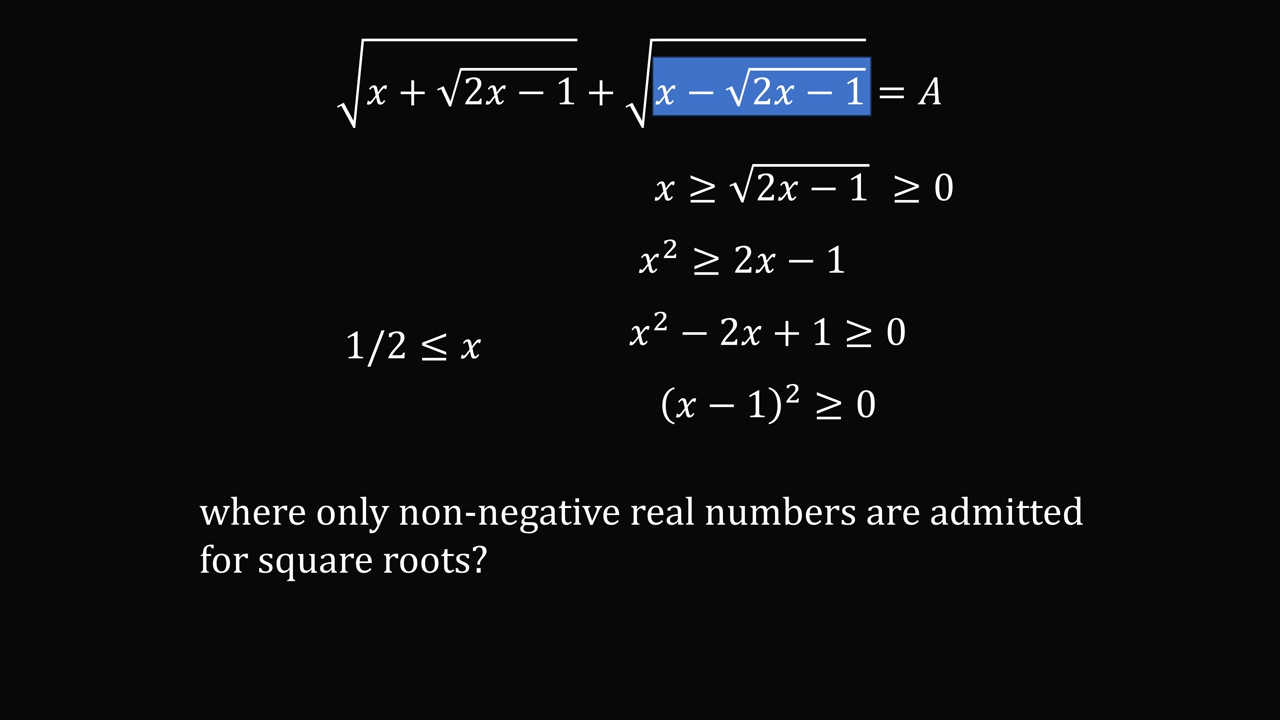 √(x + √(2x − 1)) + √(x − √(2x − 1)) = A
x ≥ √(2x − 1) ≥ 0
x² ≥ 2x − 1
1/2 ≤ x
x² − 2x + 1 ≥ 0
(x − 1)² ≥ 0
where only non-negative real numbers are admitted
for square roots?